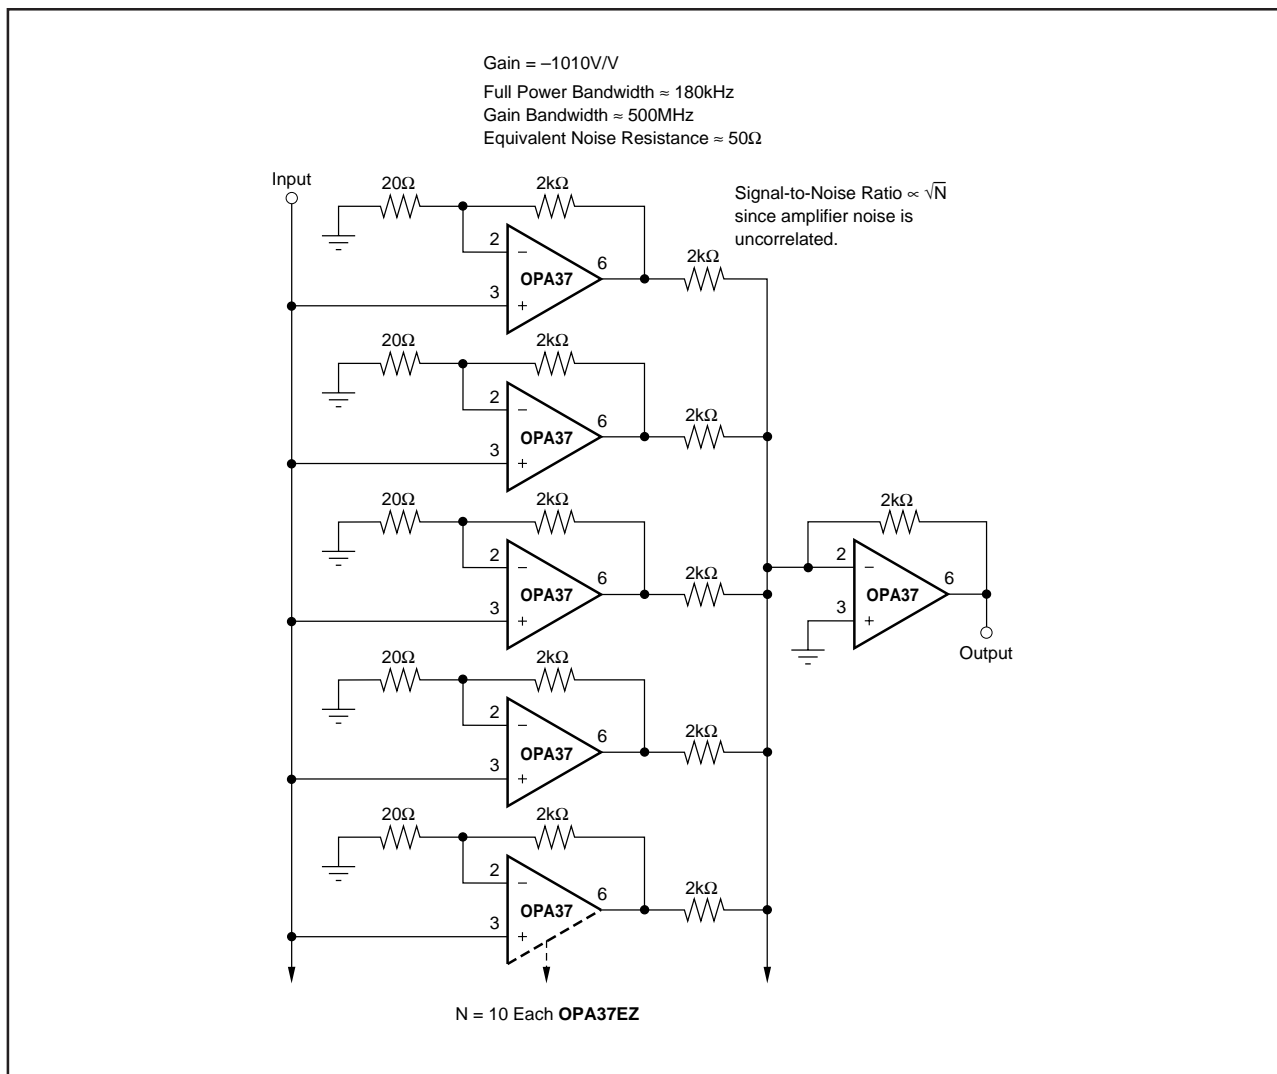 Gain = –1010V/V
Full Power Bandwidth ≈ 180kHz
Gain Bandwidth ≈ 500MHz
Equivalent Noise Resistance ≈ 50Ω
Signal-to-Noise Ratio ∝ √N
since amplifier noise is
uncorrelated.
Input
20Ω
2kΩ
2
–
6
OPA37
3
+
2kΩ
20Ω
2kΩ
2
–
6
OPA37
3
+
2kΩ
20Ω
2kΩ
2
–
6
OPA37
3
+
2kΩ
20Ω
2kΩ
2
–
6
OPA37
3
+
2kΩ
20Ω
2kΩ
2
–
6
OPA37
3
+
2kΩ
2kΩ
2
–
6
OPA37
3
+
Output
N = 10 Each OPA37EZ